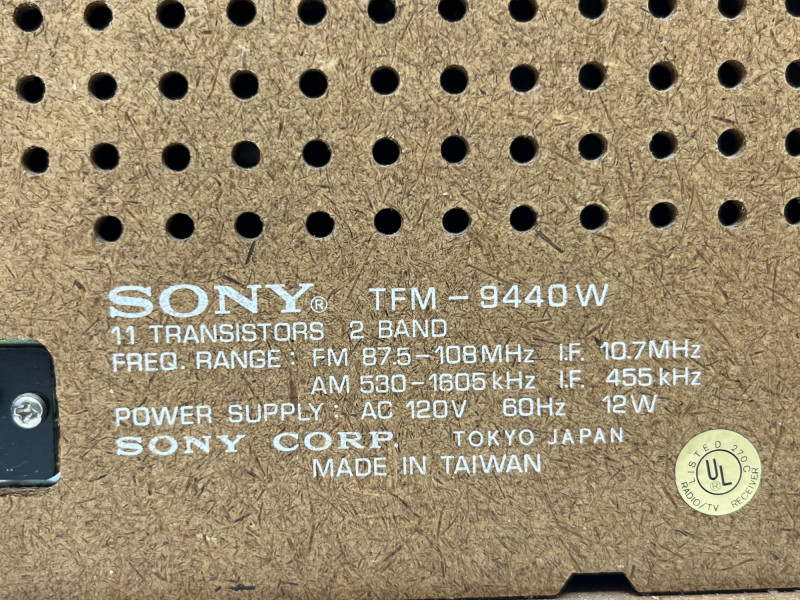 SONY® TFM-9440W
11 TRANSISTORS 2 BAND
FREQ. RANGE: FM 87.5-108MHz I.F. 10.7MHz
AM 530-1605kHz I.F. 455kHz
POWER SUPPLY: AC 120V 60Hz 12W
SONY CORP. TOKYO JAPAN
MADE IN TAIWAN
LISTED 270C
UL®
RADIO/TV RECEIVER